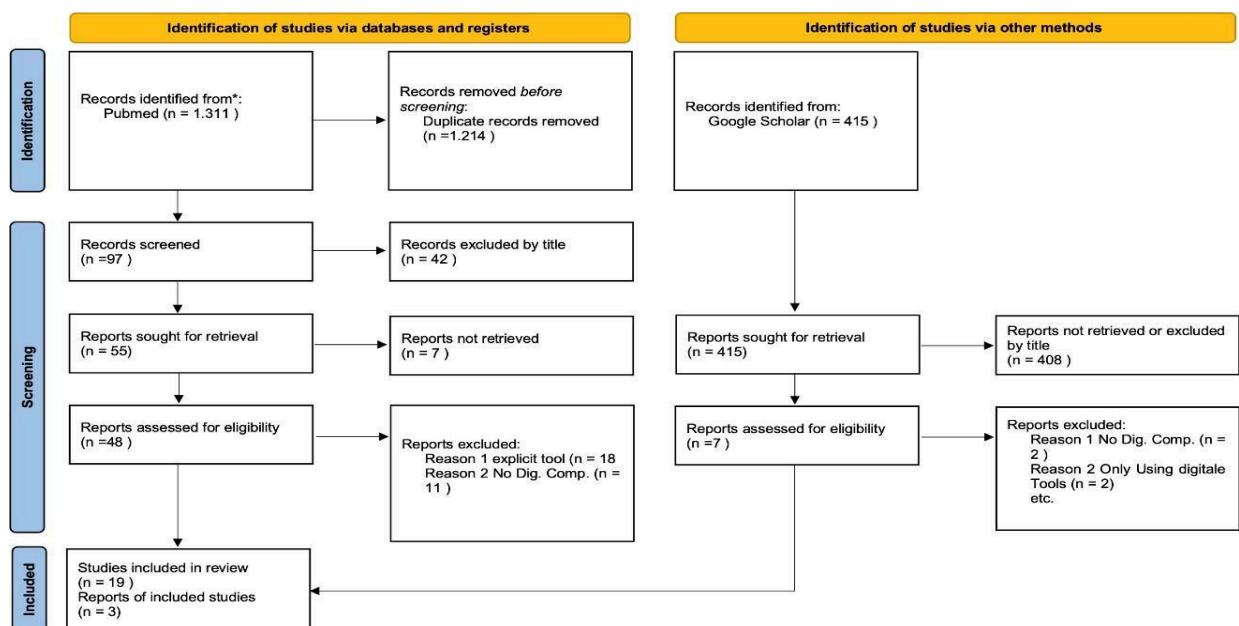 Identification of studies via databases and registers
Identification of studies via other methods
Identification
Records identified from*:
Pubmed (n = 1.311 )
Records removed before
screening:
Duplicate records removed
(n =1.214 )
Records identified from:
Google Scholar (n = 415 )
Screening
Records screened
(n =97 )
Records excluded by title
(n = 42 )
Reports sought for retrieval
(n = 55)
Reports not retrieved
(n = 7 )
Reports sought for retrieval
(n = 415)
Reports not retrieved or excluded
by title
(n = 408 )
Reports assessed for eligibility
(n =48 )
Reports excluded:
Reason 1 explicit tool (n = 18
Reason 2 No Dig. Comp. (n =
11 )
Reports assessed for eligibility
(n =7 )
Reports excluded:
Reason 1 No Dig. Comp. (n =
2 )
Reason 2 Only Using digitale
Tools (n = 2)
etc.
Included
Studies included in review
(n = 19 )
Reports of included studies
(n = 3)